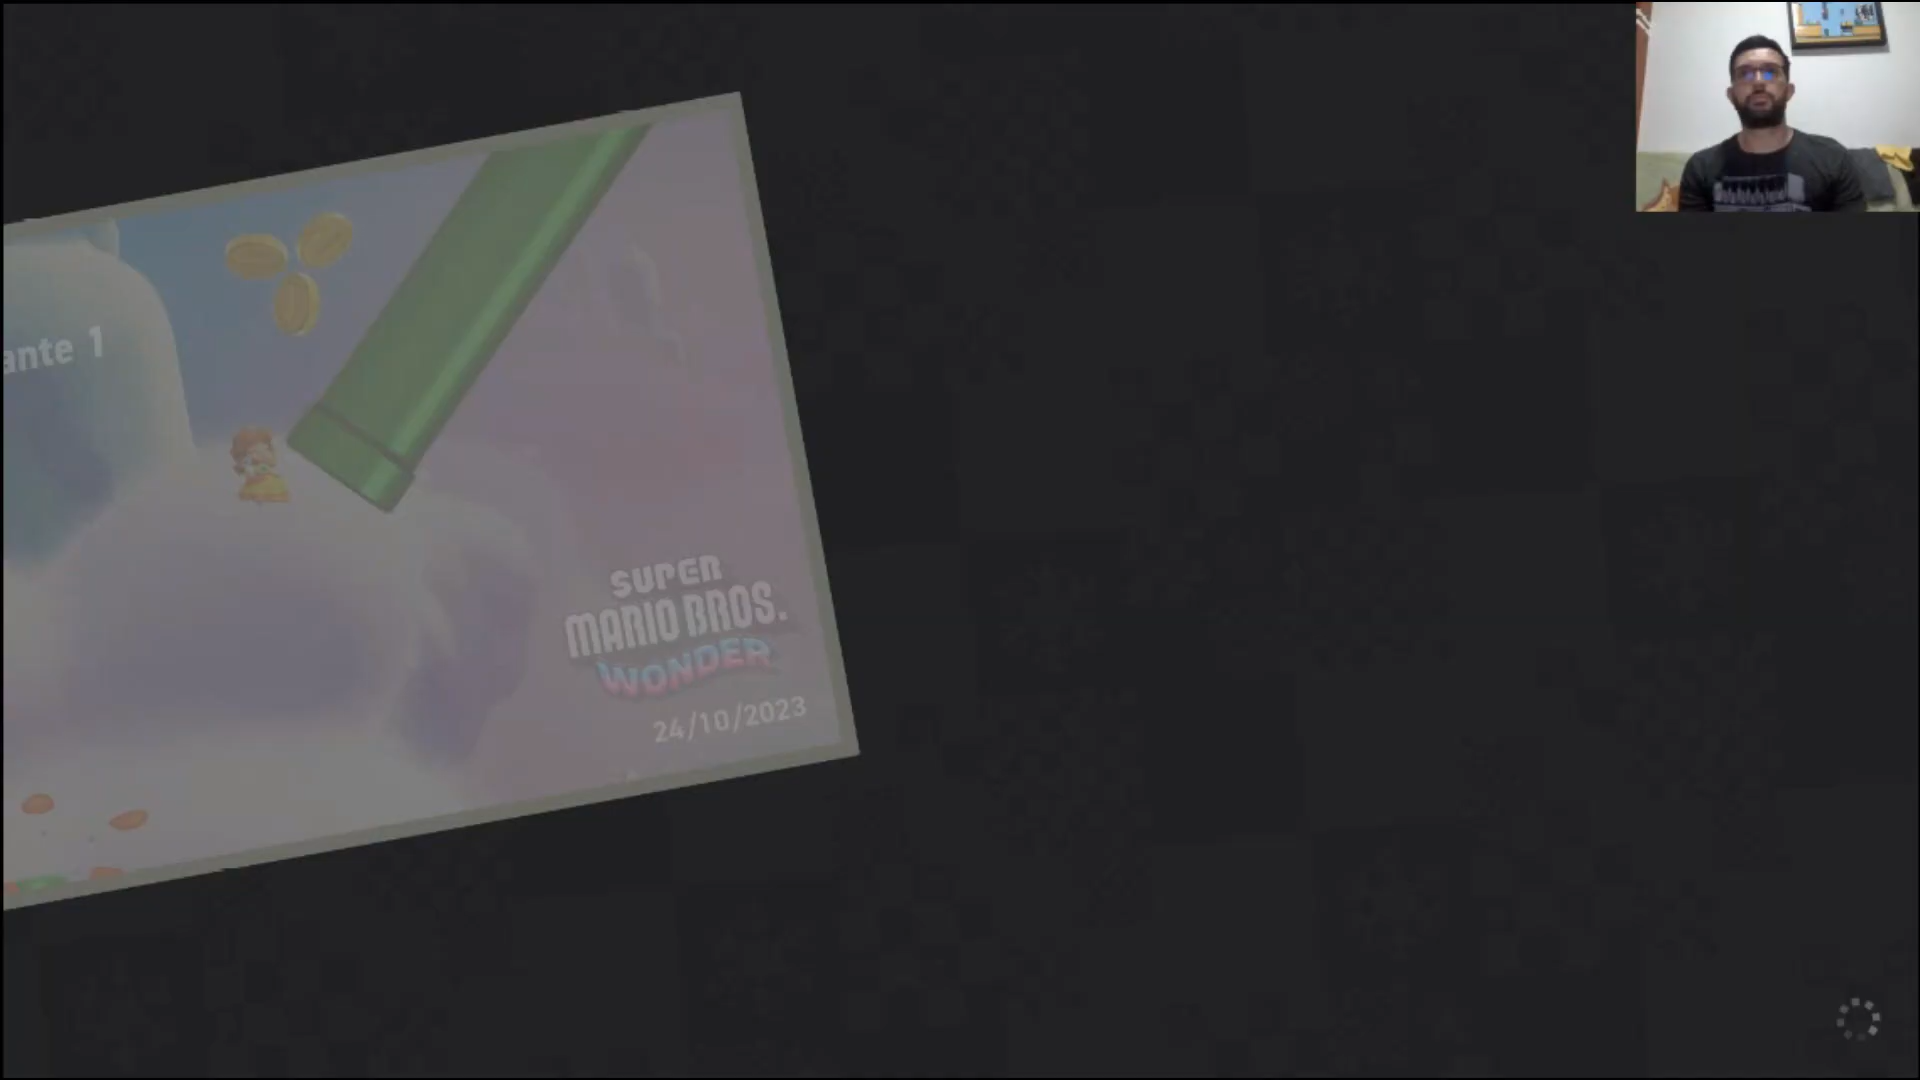 ante 1
SUPER
MARIO BROS.
WONDER
24/10/2023